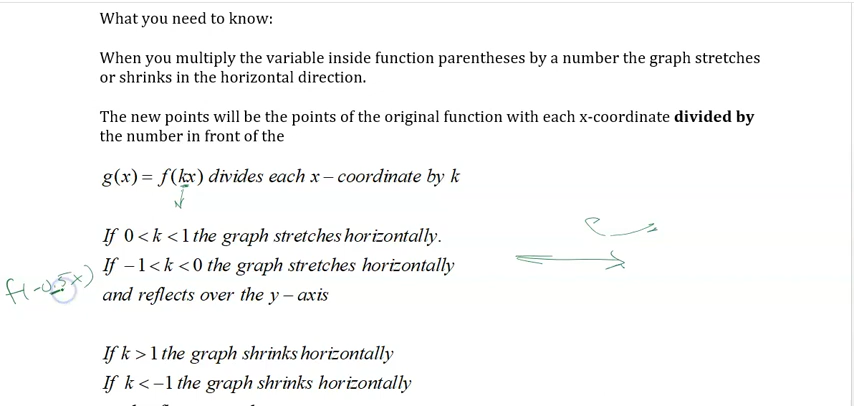 What you need to know:
When you multiply the variable inside function parentheses by a number the graph stretches
or shrinks in the horizontal direction.
The new points will be the points of the original function with each x-coordinate divided by
the number in front of the
g(x) = f(kx) divides each x – coordinate by k
If 0 < k < 1 the graph stretches horizontally.
f(-0.5x) If −1 < k < 0 the graph stretches horizontally
and reflects over the y – axis
If k > 1 the graph shrinks horizontally
If k < −1 the graph shrinks horizontally